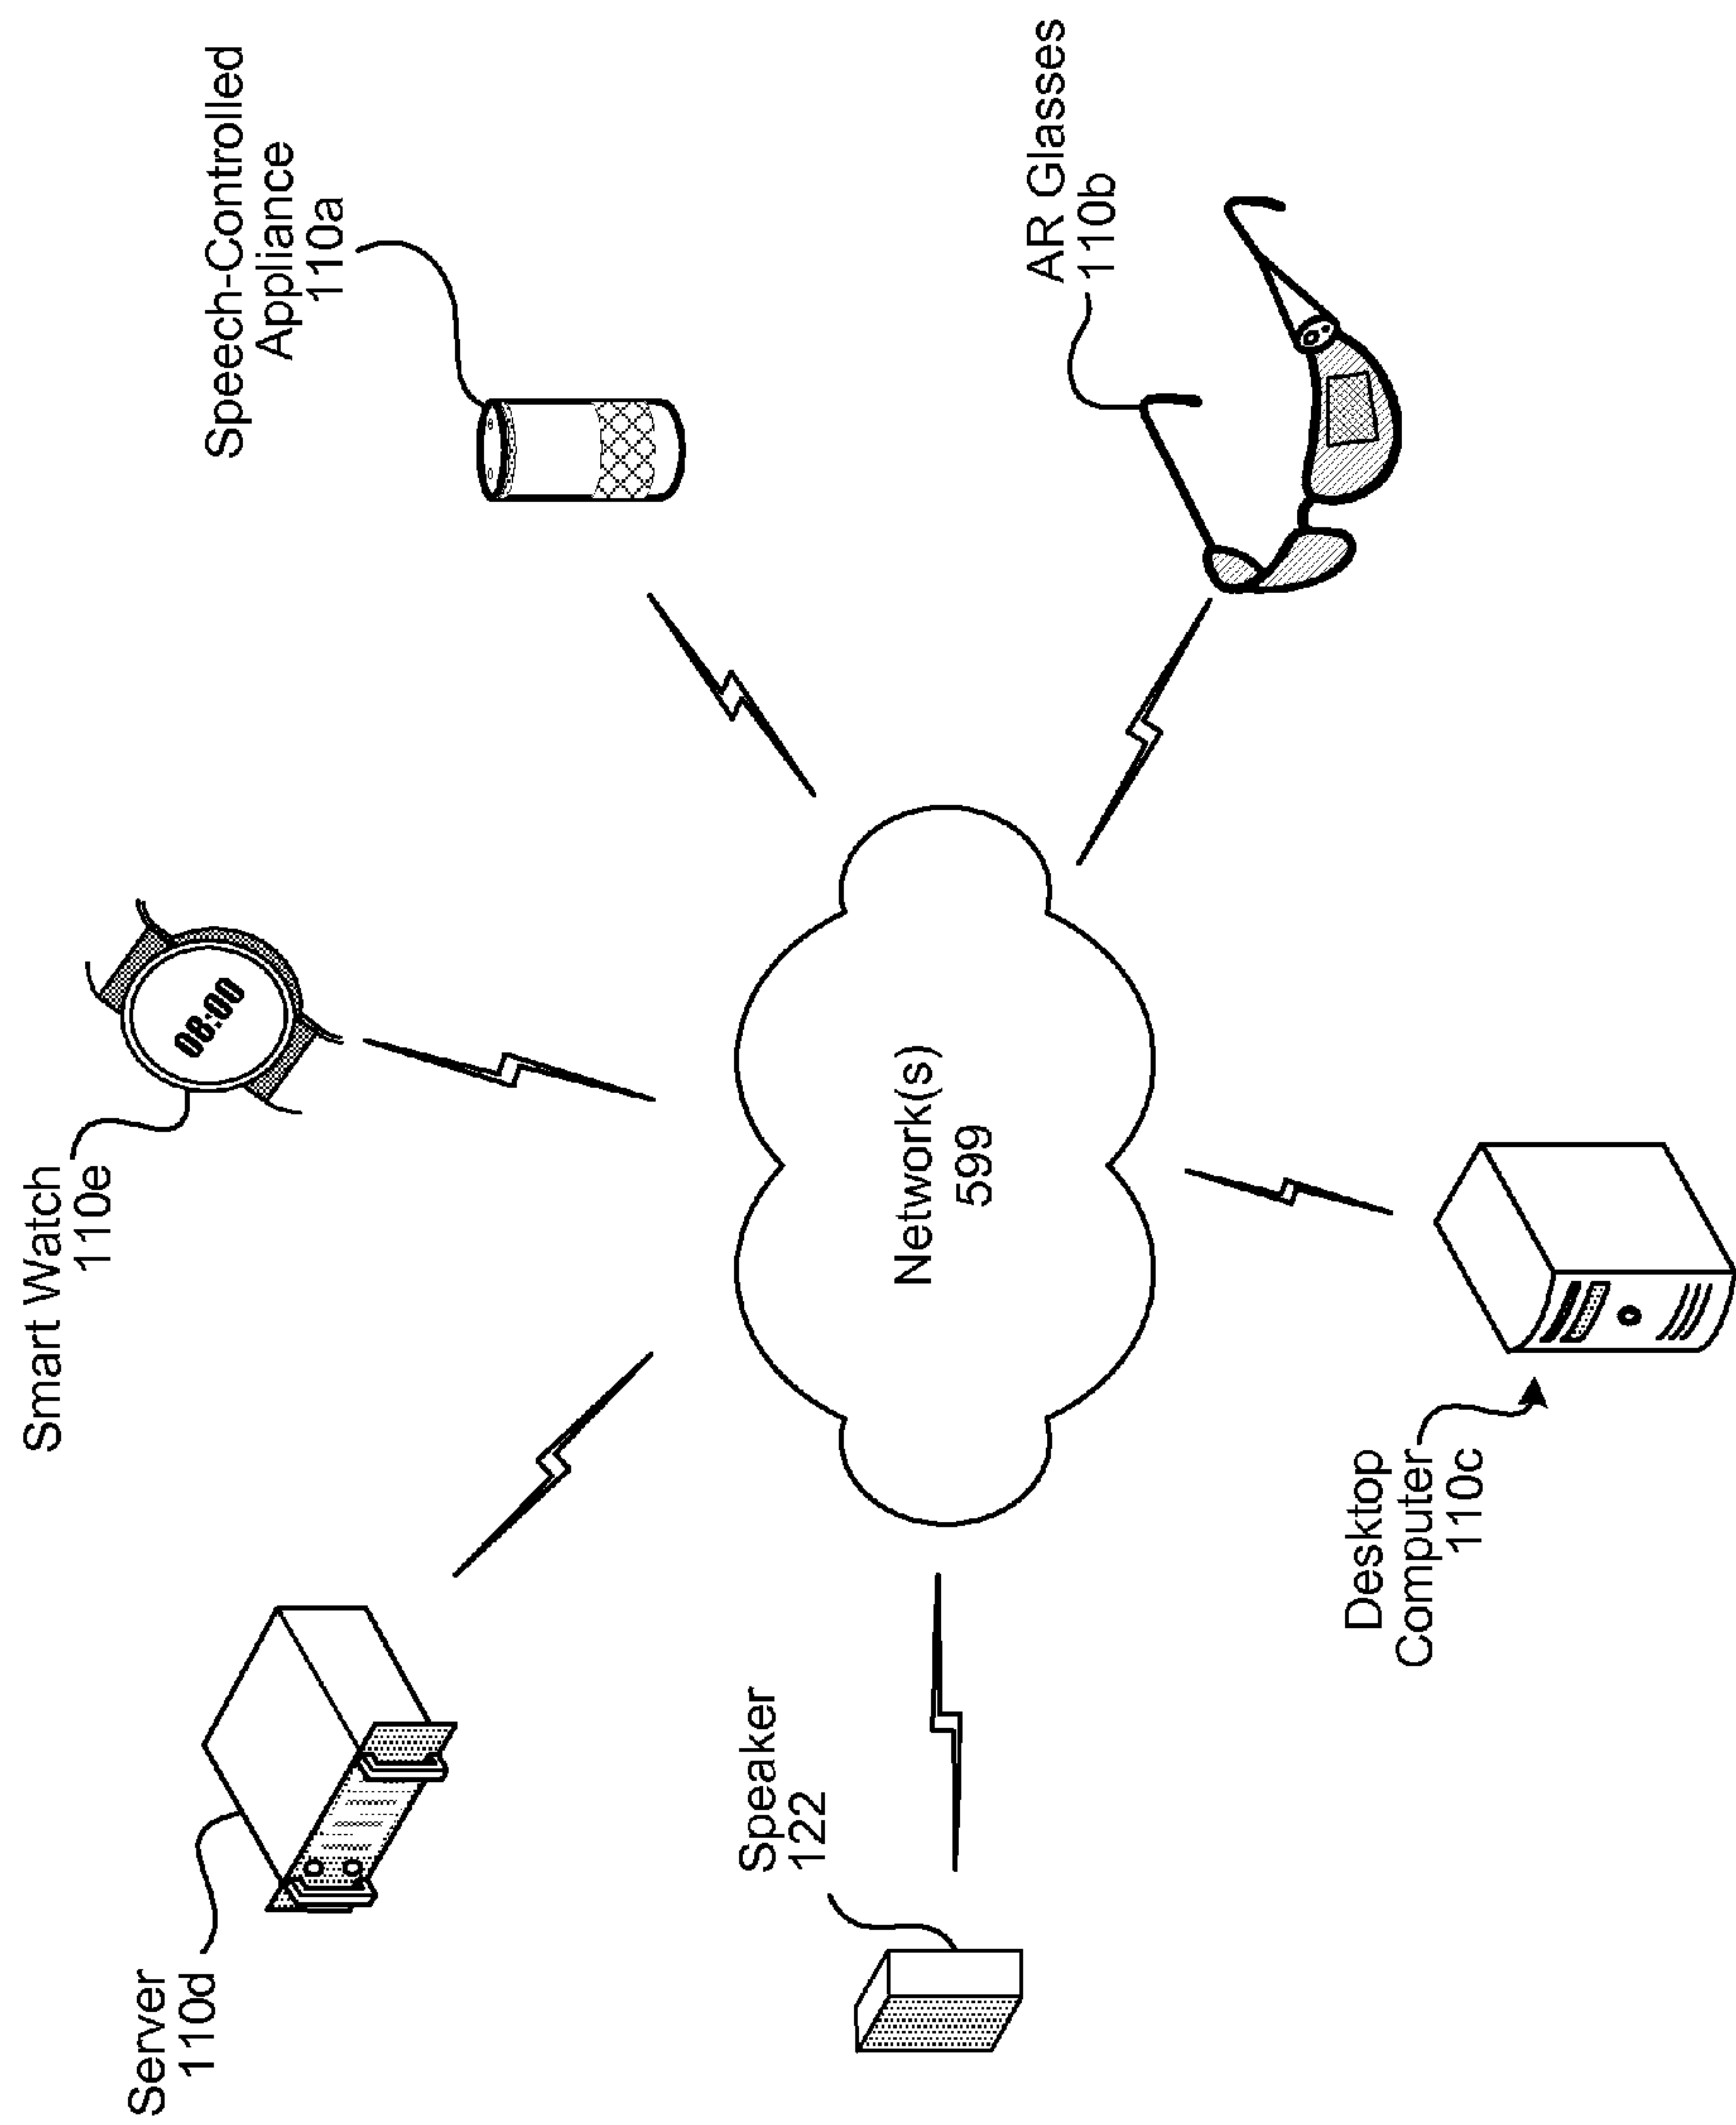 Server
110d
Smart Watch
110e
08:00
Speech-Controlled
Appliance
110a
Speaker
122
Network(s)
599
AR Glasses
110b
Desktop
Computer
110c